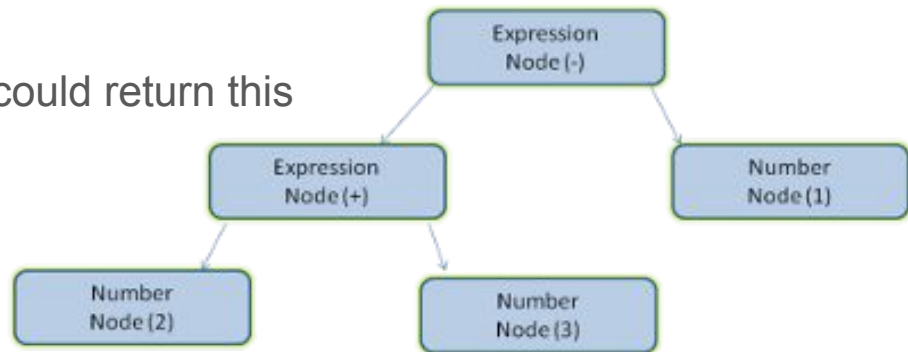 Expression
Node (-)
could return this
Expression
Node (+)
Number
Node (1)
Number
Node (2)
Number
Node (3)